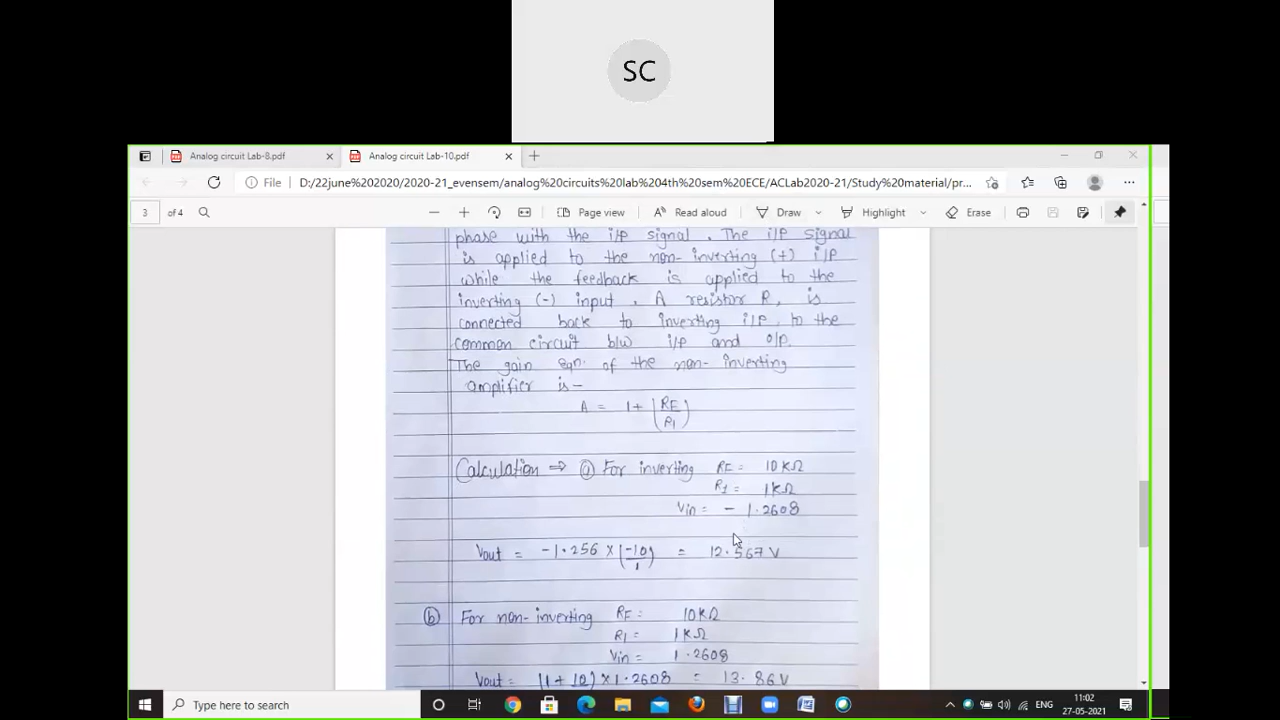 SC
Analog circuit Lab-8.pdf
Analog circuit Lab-10.pdf
File D:/22june%202020/2020-21_evensem/analog%20circuits%20lab%204th%20sem%20ECE/ACLab2020-21/Study%20material/pr...
3 of 4 Page view Read aloud Draw Highlight Erase
phase with the i/p signal. The i/p signal
is applied to the non-inverting (+) i/p
while the feedback is applied to the
inverting (-) input. A resistor R, is
connected back to inverting i/p, to the
common circuit b/w i/p and o/p.
The gain eqn. of the non-inverting
amplifier is-
A = 1+ (RF/R1)
Calculation ⇒ (a) For inverting RF = 10 kΩ
R1 = 1kΩ
Vin = - 1.2608
Vout = -1.256 × (-10/1) = 12.567 V
(b) For non-inverting RF = 10kΩ
R1 = 1kΩ
Vin = 1.2608
Vout = (1+10) × 1.2608 = 13.86V
Type here to search
ENG
11:02
27-05-2021